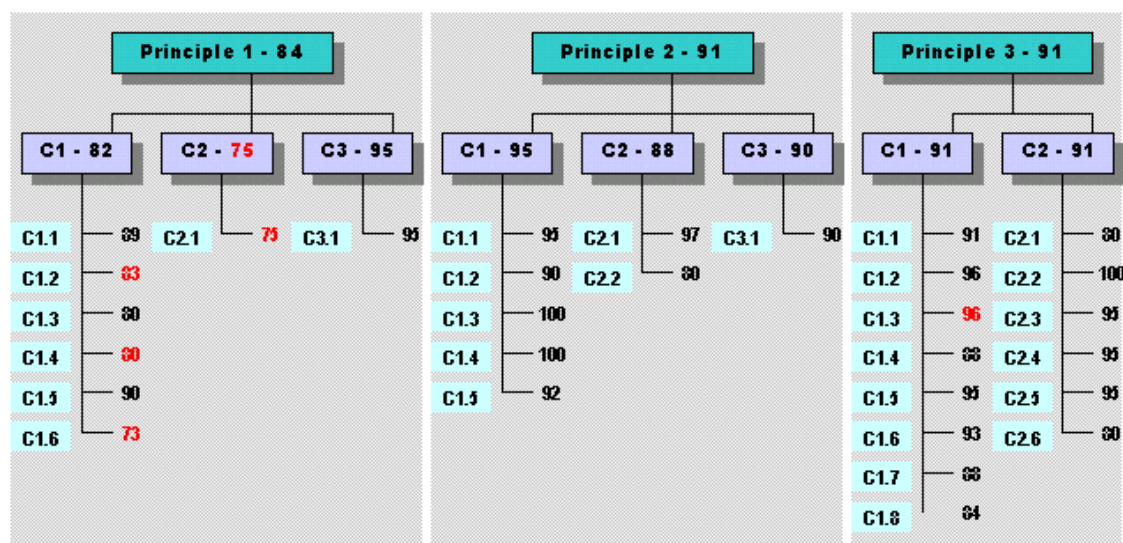 Principle 1 - 84
C1 - 82
C2 - 75
C3 - 95
C1.1 89
C1.2 83
C1.3 80
C1.4 80
C1.5 90
C1.6 73
C2.1 75
C3.1 95
Principle 2 - 91
C1 - 95
C2 - 88
C3 - 90
C1.1 95
C1.2 90
C1.3 100
C1.4 100
C1.5 92
C2.1 97
C2.2 80
C3.1 90
Principle 3 - 91
C1 - 91
C2 - 91
C1.1 91
C1.2 96
C1.3 96
C1.4 88
C1.5 95
C1.6 93
C1.7 88
C1.8 84
C2.1 80
C2.2 100
C2.3 95
C2.4 95
C2.5 95
C2.6 80